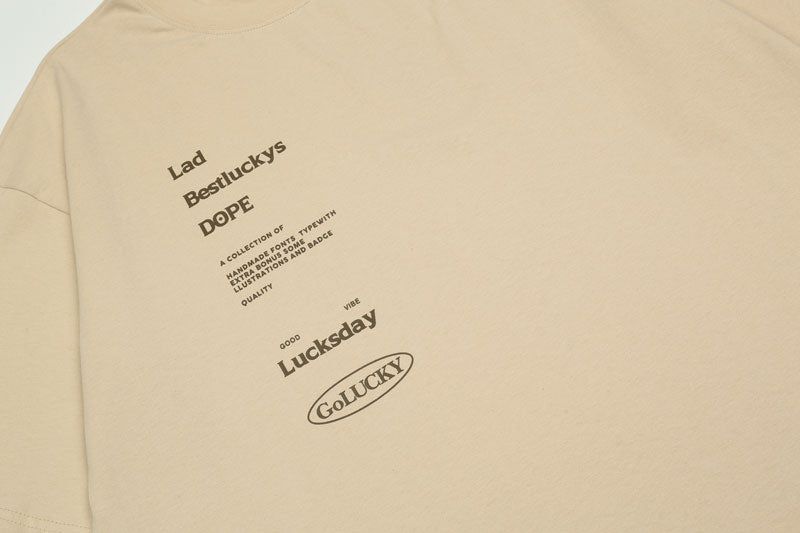 Lad
Bestluckys
DOPE
A COLLECTION OF
HANDMADE FONTS TYPEWITH
EXTRA BONUS SOME
LLUSTRATIONS AND BADGE
QUALITY
GOOD VIBE
Lucksday
GoLUCKY